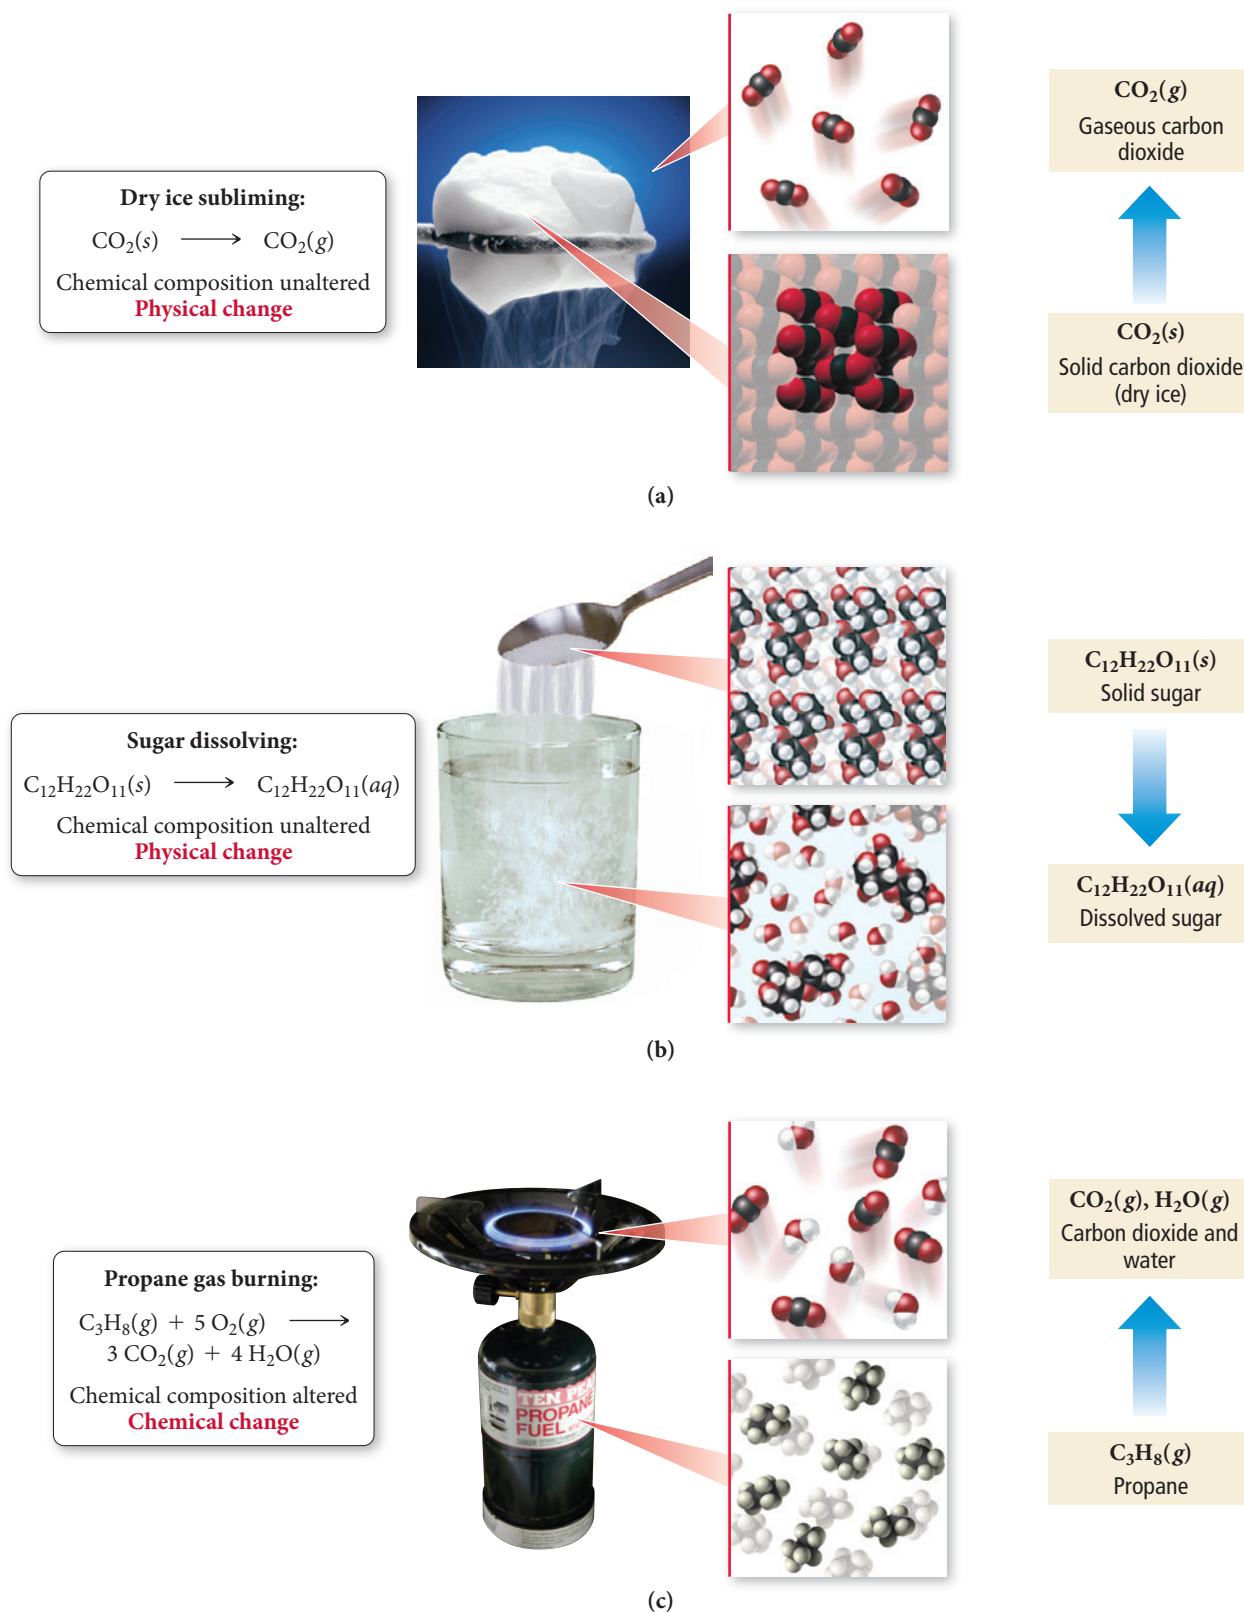 Dry ice subliming:
CO₂(s) ⟶ CO₂(g)
Chemical composition unaltered
Physical change
CO₂(g)
Gaseous carbon
dioxide
CO₂(s)
Solid carbon dioxide
(dry ice)
(a)
Sugar dissolving:
C₁₂H₂₂O₁₁(s) ⟶ C₁₂H₂₂O₁₁(aq)
Chemical composition unaltered
Physical change
C₁₂H₂₂O₁₁(s)
Solid sugar
C₁₂H₂₂O₁₁(aq)
Dissolved sugar
(b)
Propane gas burning:
C₃H₈(g) + 5 O₂(g) ⟶
3 CO₂(g) + 4 H₂O(g)
Chemical composition altered
Chemical change
TEN PEA
PROPANE
FUEL
CO₂(g), H₂O(g)
Carbon dioxide and
water
C₃H₈(g)
Propane
(c)